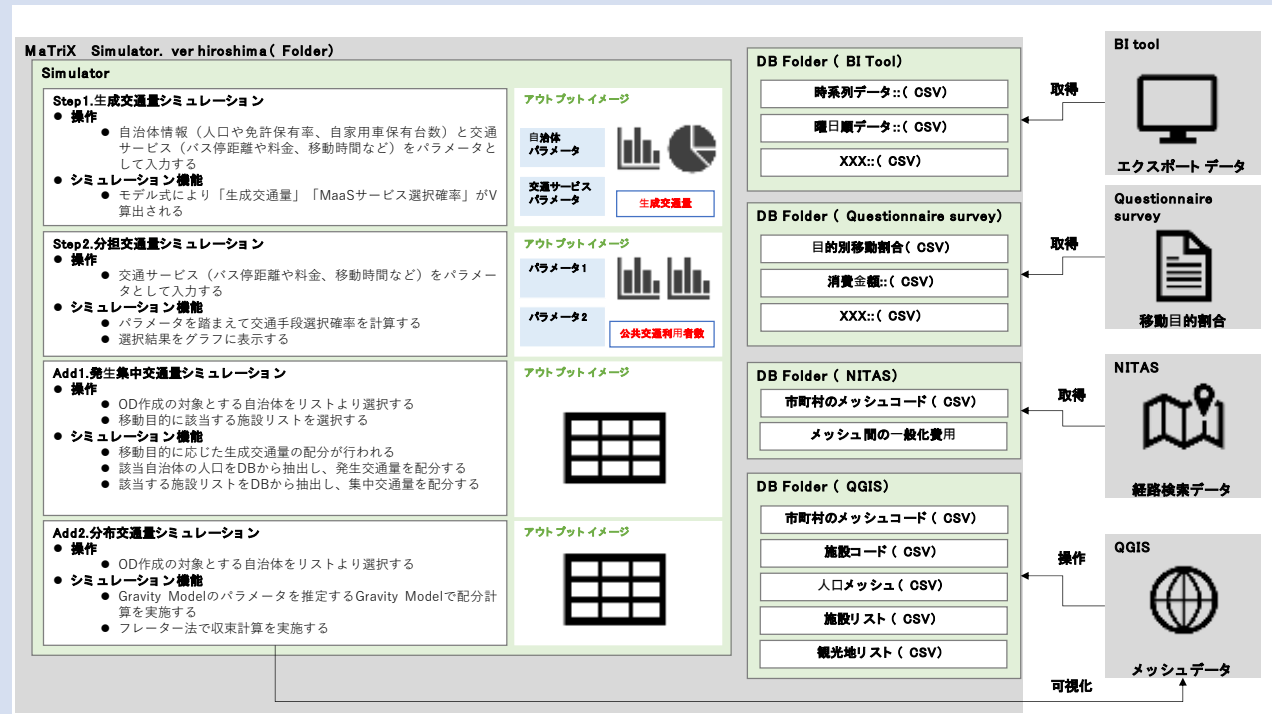 MaTriX Simulator. ver hiroshima( Folder)
Simulator
Step1.生成交通量シミュレーション
● 操作
● 自治体情報（人口や免許保有率、自家用車保有台数）と交通
サービス（バス停距離や料金、移動時間など）をパラメータと
して入力する
● シミュレーション機能
● モデル式により「生成交通量」「MaaSサービス選択確率」がV
算出される
アウトプットイメージ
自治体
パラメータ
交通サービス
パラメータ
生成交通量
Step2.分担交通量シミュレーション
● 操作
● 交通サービス（バス停距離や料金、移動時間など）をパラメー
タとして入力する
● シミュレーション機能
● パラメータを踏まえて交通手段選択確率を計算する
● 選択結果をグラフに表示する
アウトプットイメージ
パラメータ1
パラメータ2
公共交通利用者数
Add1.発生集中交通量シミュレーション
● 操作
● OD作成の対象とする自治体をリストより選択する
● 移動目的に該当する施設リストを選択する
● シミュレーション機能
● 移動目的に応じた生成交通量の配分が行われる
● 該当自治体の人口をDBから抽出し、発生交通量を配分する
● 該当する施設リストをDBから抽出し、集中交通量を配分する
アウトプットイメージ
Add2.分布交通量シミュレーション
● 操作
● OD作成の対象とする自治体をリストより選択する
● シミュレーション機能
● Gravity Modelのパラメータを推定するGravity Modelで配分計
算を実施する
● フレーター法で収束計算を実施する
アウトプットイメージ
DB Folder ( BI Tool)
時系列データ::( CSV)
曜日順データ::( CSV)
XXX::( CSV)
DB Folder ( Questionnaire survey)
目的別移動割合( CSV)
消費金額::( CSV)
XXX::( CSV)
DB Folder ( NITAS)
市町村のメッシュコード ( CSV)
メッシュ間の一般化費用
DB Folder ( QGIS)
市町村のメッシュコード ( CSV)
施設コード ( CSV)
人口メッシュ ( CSV)
施設リスト ( CSV)
観光地リスト ( CSV)
取得
取得
取得
操作
可視化
BI tool
エクスポートデータ
Questionnaire
survey
移動目的割合
NITAS
経路検索データ
QGIS
メッシュデータ